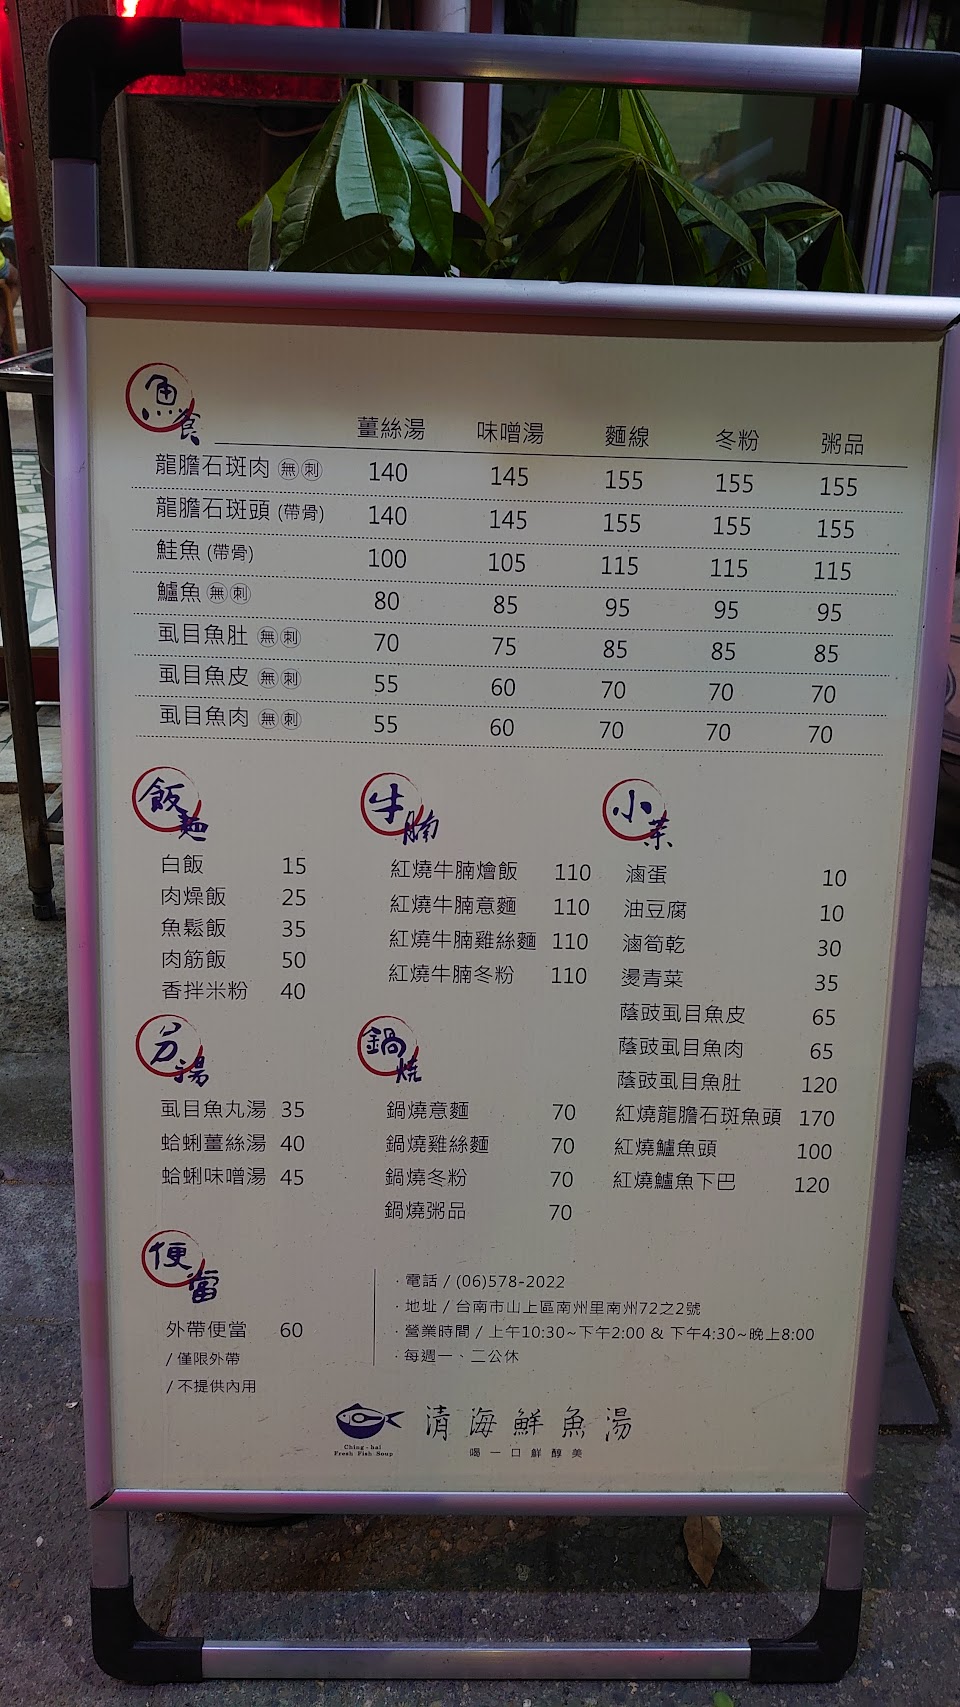 魚食
薑絲湯 味噌湯 麵線 冬粉 粥品
龍膽石斑肉 無刺 140 145 155 155 155
龍膽石斑頭 (帶骨) 140 145 155 155 155
鮭魚 (帶骨) 100 105 115 115 115
鱸魚 無刺 80 85 95 95 95
虱目魚肚 無刺 70 75 85 85 85
虱目魚皮 無刺 55 60 70 70 70
虱目魚肉 無刺 55 60 70 70 70
飯麵
白飯 15
肉燥飯 25
魚鬆飯 35
肉筋飯 50
香拌米粉 40
牛腩
紅燒牛腩燴飯 110
紅燒牛腩意麵 110
紅燒牛腩雞絲麵 110
紅燒牛腩冬粉 110
小菜
滷蛋 10
油豆腐 10
滷筍乾 30
燙青菜 35
蔭豉虱目魚皮 65
蔭豉虱目魚肉 65
蔭豉虱目魚肚 120
紅燒龍膽石斑魚頭 170
紅燒鱸魚頭 100
紅燒鱸魚下巴 120
另湯
虱目魚丸湯 35
蛤蜊薑絲湯 40
蛤蜊味噌湯 45
鍋燒
鍋燒意麵 70
鍋燒雞絲麵 70
鍋燒冬粉 70
鍋燒粥品 70
便當
外帶便當 60
/ 僅限外帶
/ 不提供內用
· 電話 / (06)578-2022
· 地址 / 台南市山上區南州里南州72之2號
· 營業時間 / 上午10:30~下午2:00 & 下午4:30~晚上8:00
· 每週一、二公休
Ching-hai
Fresh Fish Soup
清海鮮魚湯
喝一口鮮醇美